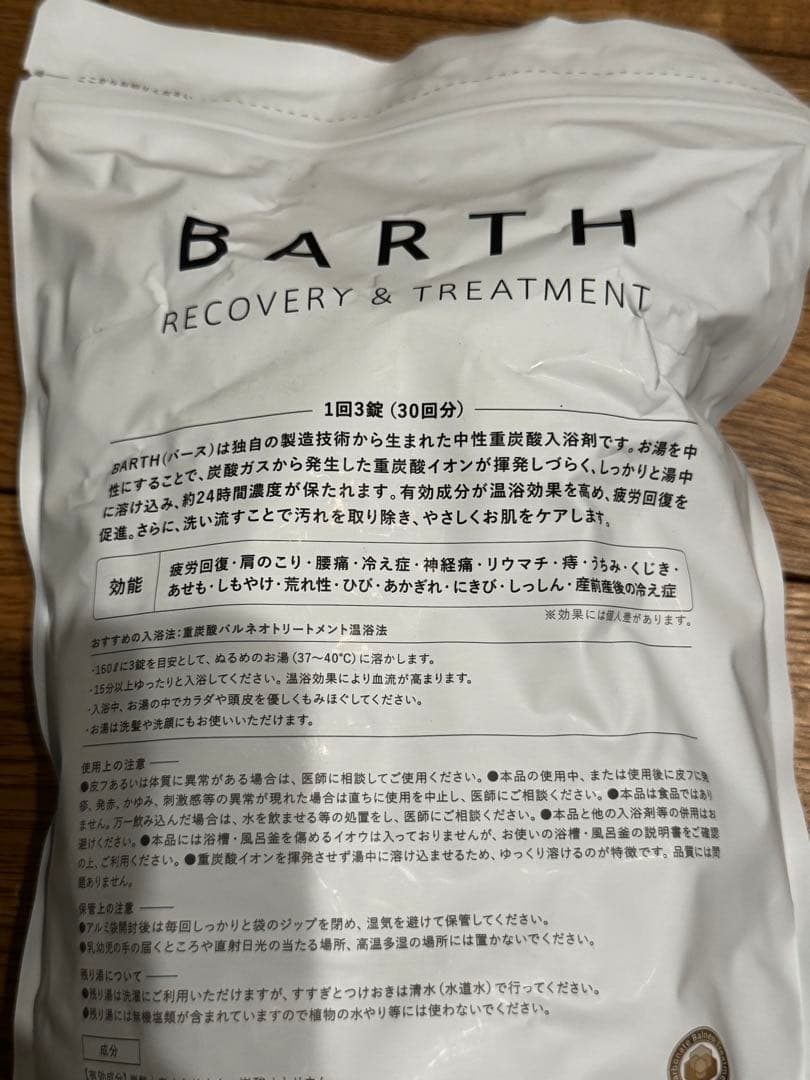 ここからお切りください
BARTH
RECOVERY & TREATMENT
1回3錠(30回分)
BARTH(バース)は独自の製造技術から生まれた中性重炭酸入浴剤です。お湯を中
性にすることで、炭酸ガスから発生した重炭酸イオンが揮発しづらく、しっかりと湯中
に溶け込み、約24時間濃度が保たれます。有効成分が温浴効果を高め、疲労回復を
促進。さらに、洗い流すことで汚れを取り除き、やさしくお肌をケアします。
効能
疲労回復・肩のこり・腰痛・冷え症・神経痛・リウマチ・痔・うちみ・くじき・
あせも・しもやけ・荒れ性・ひび・あかぎれ・にきび・しっしん・産前産後の冷え症
※効果には個人差があります。
おすすめの入浴法:重炭酸バルネオトリートメント温浴法
・160ℓに3錠を目安として、ぬるめのお湯(37〜40℃)に溶かします。
・15分以上ゆったりと入浴してください。温浴効果により血流が高まります。
・入浴中、お湯の中でカラダや頭皮を優しくもみほぐしてください。
・お湯は洗髪や洗顔にもお使いいただけます。
使用上の注意
●皮フあるいは体質に異常がある場合は、医師に相談してご使用ください。●本品の使用中、または使用後に皮フに発
疹、発赤、かゆみ、刺激感等の異常が現れた場合は直ちに使用を中止し、医師にご相談ください。●本品は食品ではあり
ません。万一飲み込んだ場合は、水を飲ませる等の処置をし、医師にご相談ください。●本品と他の入浴剤等の併用はお
避けください。●本品には浴槽・風呂釜を傷めるイオウは入っておりませんが、お使いの浴槽・風呂釜の説明書をご確認
の上、ご利用ください。●重炭酸イオンを揮発させず湯中に溶け込ませるため、ゆっくり溶けるのが特徴です。品質には問
題ありません。
保管上の注意
●アルミ袋開封後は毎回しっかりと袋のジップを閉め、湿気を避けて保管してください。
●乳幼児の手の届くところや直射日光の当たる場所、高温多湿の場所には置かないでください。
残り湯について
●残り湯は洗濯にご利用いただけますが、すすぎとつけおきは清水(水道水)で行ってください。
●残り湯には無機塩類が含まれていますので植物の水やり等には使わないでください。
成分
【有効成分】